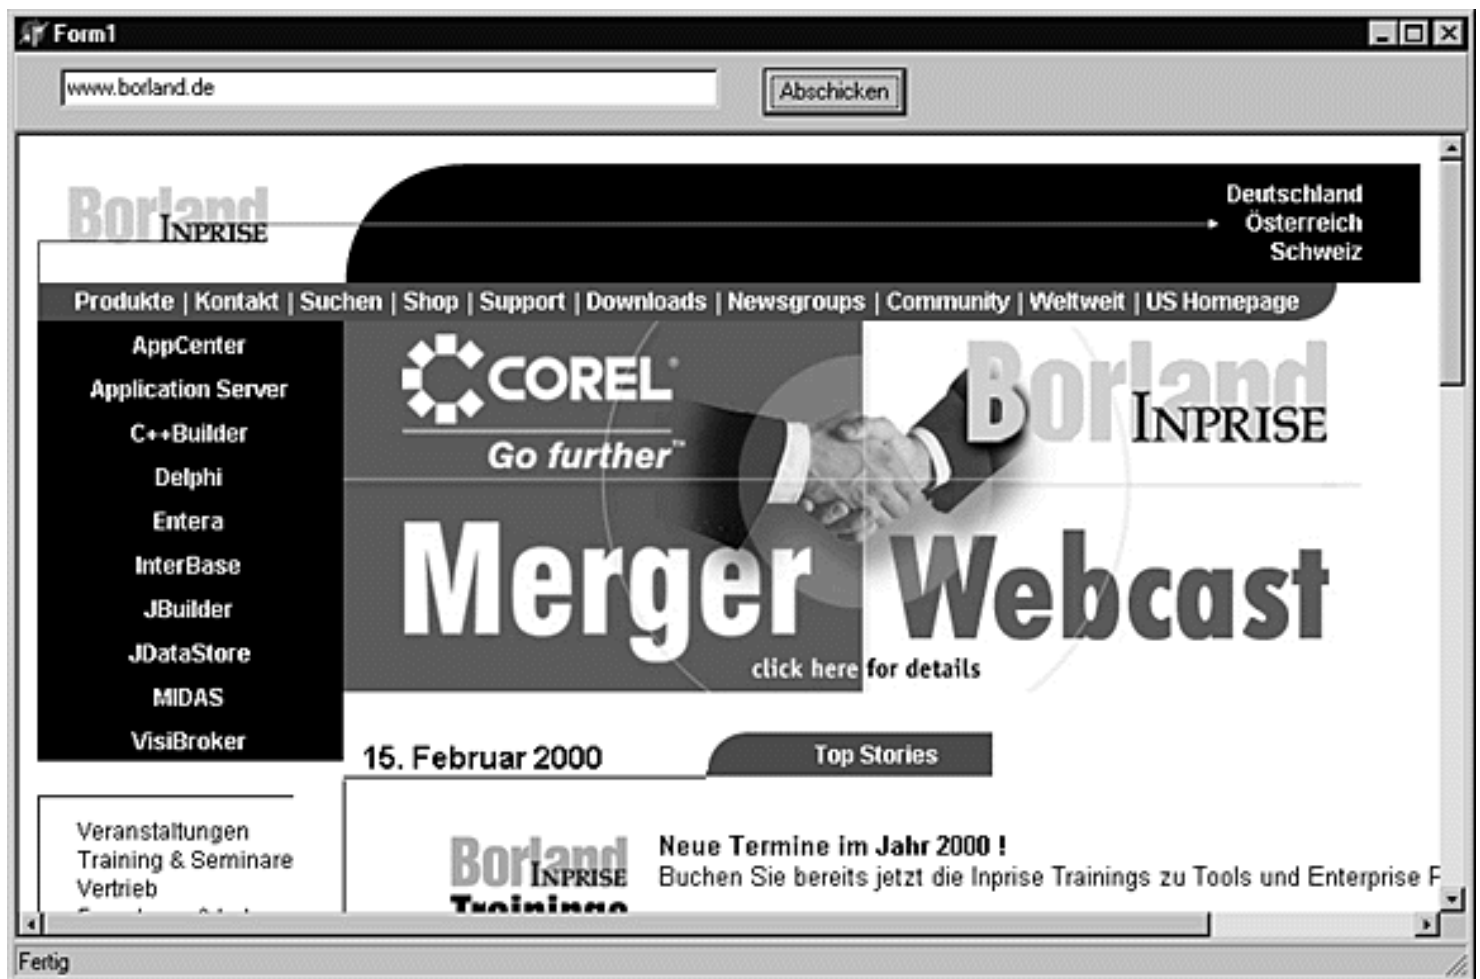 Form1
www.borland.de
Abschicken
Borland
INPRISE
Deutschland
Österreich
Schweiz
Produkte | Kontakt | Suchen | Shop | Support | Downloads | Newsgroups | Community | Weltweit | US Homepage
AppCenter
Application Server
C++Builder
Delphi
Entera
InterBase
JBuilder
JDataStore
MIDAS
VisiBroker
COREL®
Go further™
Borland
INPRISE
Merger Webcast
click here for details
15. Februar 2000
Top Stories
Veranstaltungen
Training & Seminare
Vertrieb
Borland
INPRISE
Trainings
Neue Termine im Jahr 2000 !
Buchen Sie bereits jetzt die Inprise Trainings zu Tools und Enterprise
Fertig